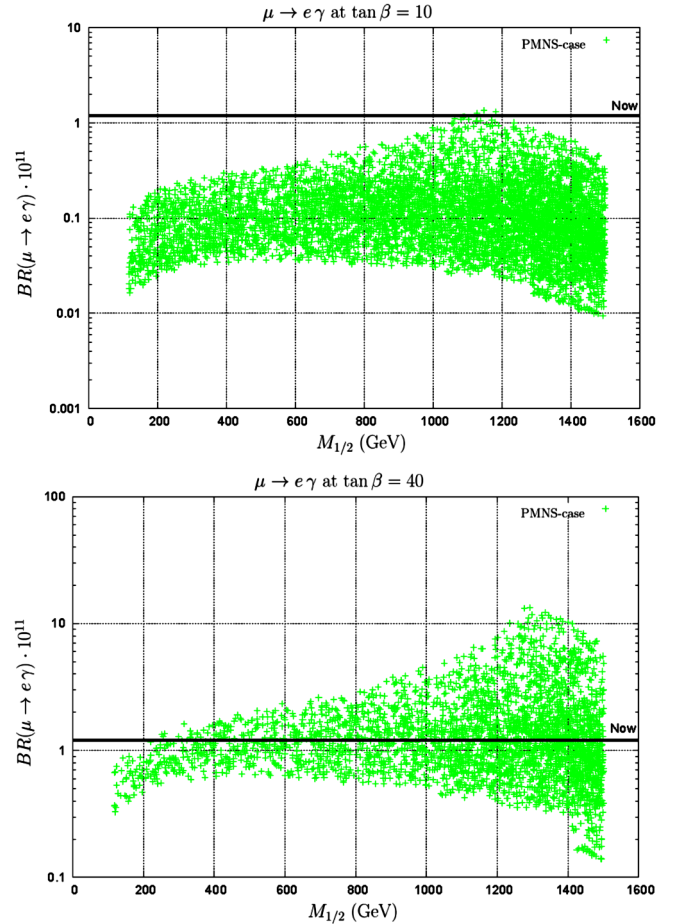 μ → e γ at tan β = 10
10
PMNS-case
Now
1
0.1
0.01
0.001
BR(μ → e γ) · 10¹¹
0 200 400 600 800 1000 1200 1400 1600
M₁/₂ (GeV)
μ → e γ at tan β = 40
100
PMNS-case
10
Now
1
0.1
BR(μ → e γ) · 10¹¹
0 200 400 600 800 1000 1200 1400 1600
M₁/₂ (GeV)